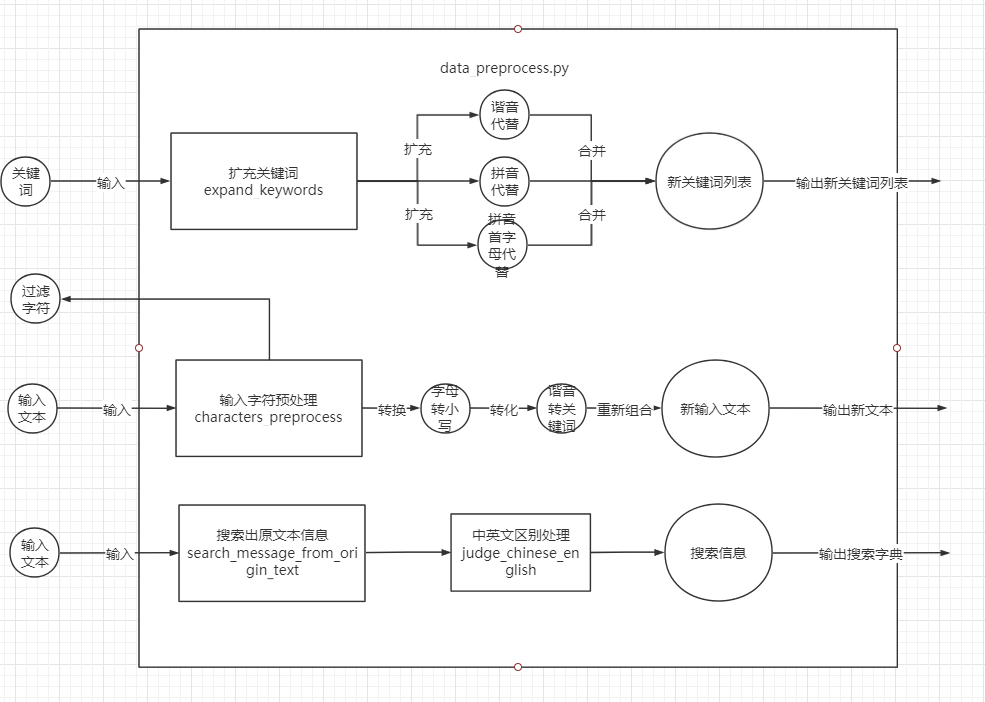 data_preprocess.py
关键
词
输入
扩充关键词
expand_keywords
扩充
扩充
谐音
代替
拼音
代替
拼音
首字
母代
替
合并
合并
新关键词列表
输出新关键词列表
过滤
字符
输入
文本
输入
输入字符预处理
characters_preprocess
转换
字母
转小
写
转化
谐音
转关
键词
重新组合
新输入文本
输出新文本
输入
文本
输入
搜索出原文本信息
search_message_from_ori
gin_text
中英文区别处理
judge_chinese_en
glish
搜索信息
输出搜索字典